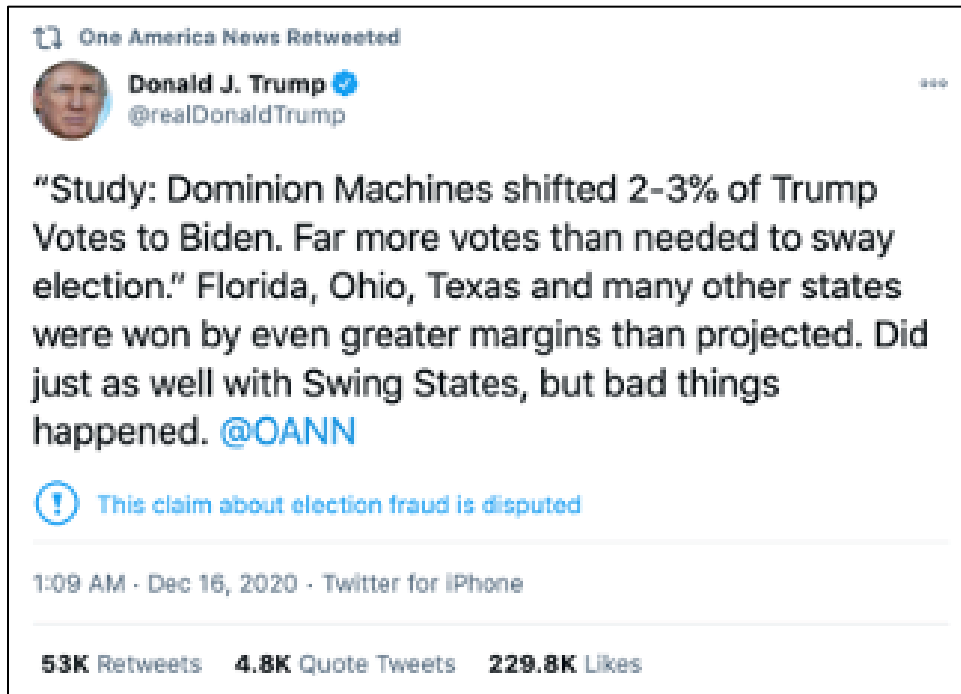 One America News Retweeted
Donald J. Trump
@realDonaldTrump
“Study: Dominion Machines shifted 2-3% of Trump
Votes to Biden. Far more votes than needed to sway
election.” Florida, Ohio, Texas and many other states
were won by even greater margins than projected. Did
just as well with Swing States, but bad things
happened. @OANN
This claim about election fraud is disputed
1:09 AM · Dec 16, 2020 · Twitter for iPhone
53K Retweets 4.8K Quote Tweets 229.8K Likes